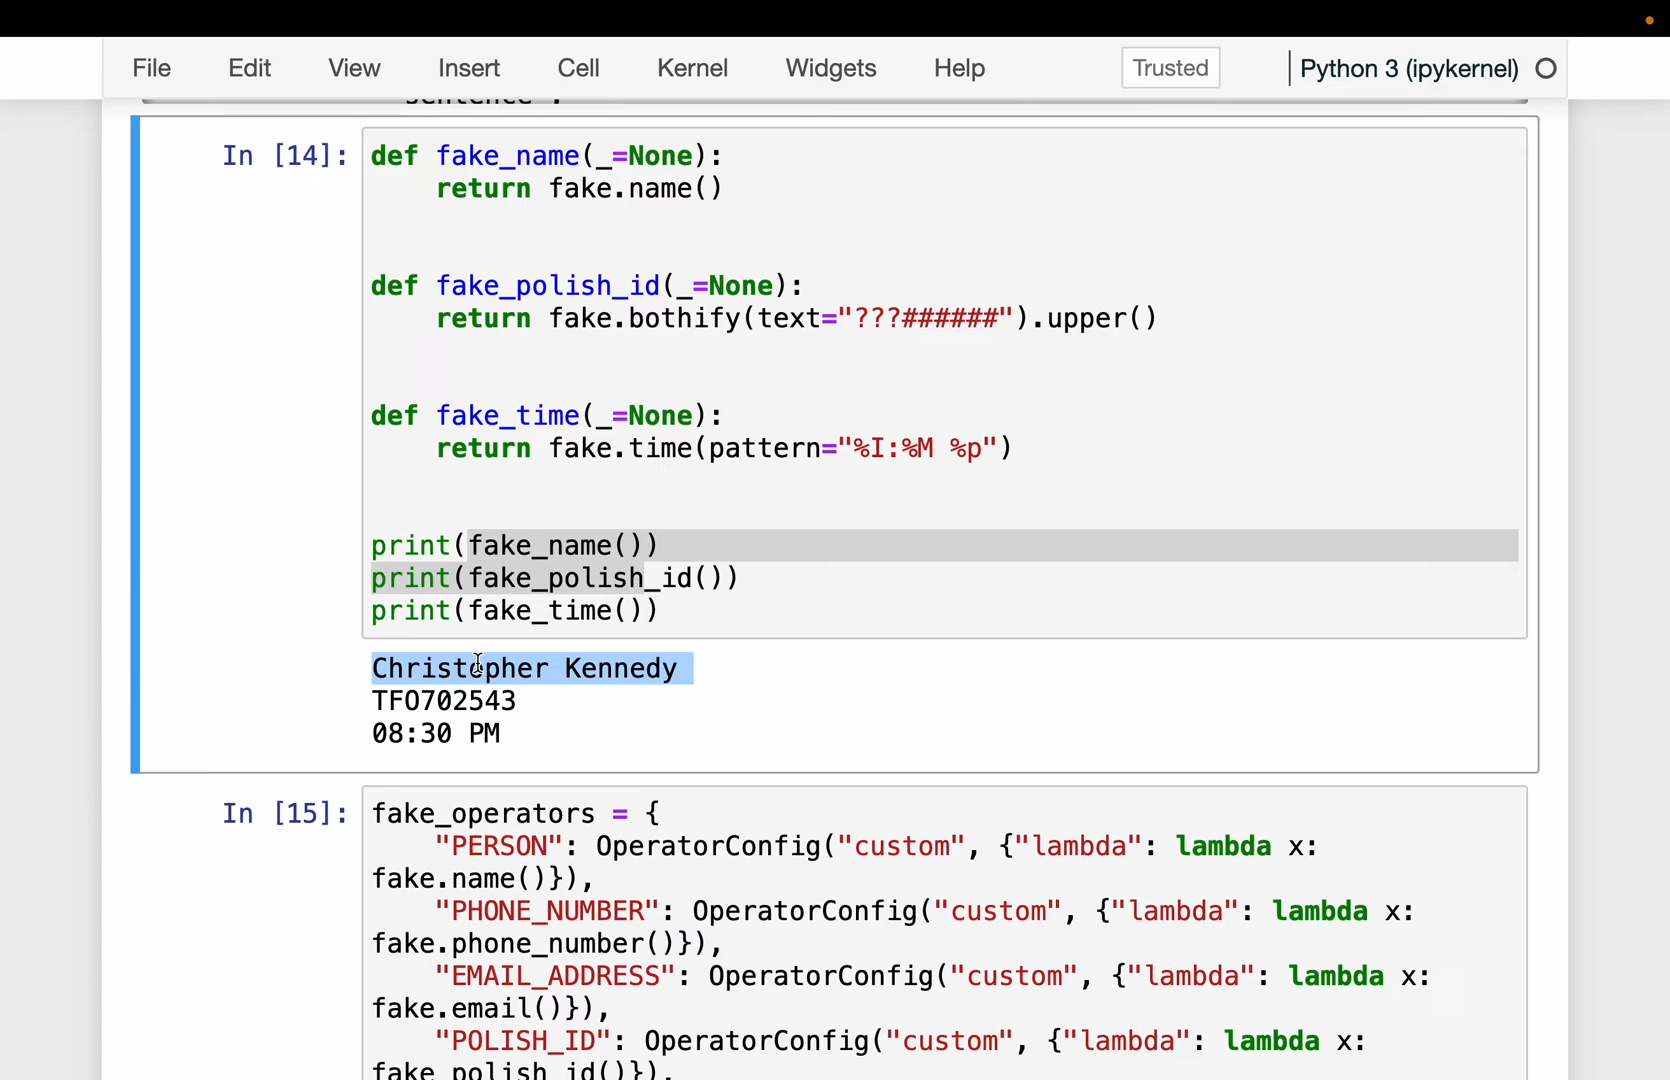 File Edit View Insert Cell Kernel Widgets Help Trusted Python 3 (ipykernel)
sentence",
In [14]: def fake_name(_=None):
    return fake.name()
def fake_polish_id(_=None):
    return fake.bothify(text="???######").upper()
def fake_time(_=None):
    return fake.time(pattern="%I:%M %p")
print(fake_name())
print(fake_polish_id())
print(fake_time())
Christopher Kennedy
TFO702543
08:30 PM
In [15]: fake_operators = {
    "PERSON": OperatorConfig("custom", {"lambda": lambda x:
fake.name()}),
    "PHONE_NUMBER": OperatorConfig("custom", {"lambda": lambda x:
fake.phone_number()}),
    "EMAIL_ADDRESS": OperatorConfig("custom", {"lambda": lambda x:
fake.email()}),
    "POLISH_ID": OperatorConfig("custom", {"lambda": lambda x:
fake_polish_id()}),